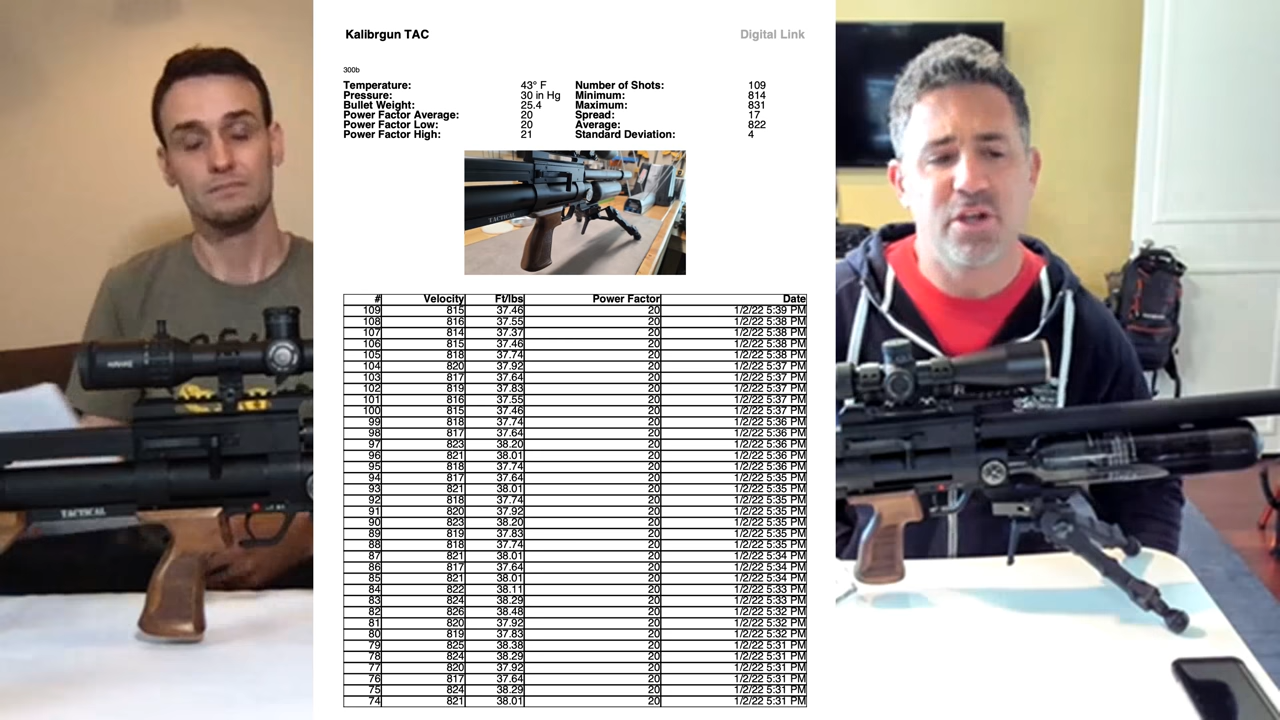 Kalibrgun TAC Digital Link
300b
Temperature: 43° F Number of Shots: 109
Pressure: 30 in Hg Minimum: 814
Bullet Weight: 25.4 Maximum: 831
Power Factor Average: 20 Spread: 17
Power Factor Low: 20 Average: 822
Power Factor High: 21 Standard Deviation: 4
TACTICAL
# Velocity Ft/lbs Power Factor Date
109 815 37.46 20 1/2/22 5:39 PM
108 816 37.55 20 1/2/22 5:38 PM
107 814 37.37 20 1/2/22 5:38 PM
106 815 37.46 20 1/2/22 5:38 PM
105 818 37.74 20 1/2/22 5:38 PM
104 820 37.92 20 1/2/22 5:37 PM
103 817 37.64 20 1/2/22 5:37 PM
102 819 37.83 20 1/2/22 5:37 PM
101 816 37.55 20 1/2/22 5:37 PM
100 815 37.46 20 1/2/22 5:37 PM
99 818 37.74 20 1/2/22 5:36 PM
98 817 37.64 20 1/2/22 5:36 PM
97 823 38.20 20 1/2/22 5:36 PM
96 821 38.01 20 1/2/22 5:36 PM
95 818 37.74 20 1/2/22 5:36 PM
94 817 37.64 20 1/2/22 5:35 PM
93 821 38.01 20 1/2/22 5:35 PM
92 818 37.74 20 1/2/22 5:35 PM
91 820 37.92 20 1/2/22 5:35 PM
90 823 38.20 20 1/2/22 5:35 PM
89 819 37.83 20 1/2/22 5:35 PM
88 818 37.74 20 1/2/22 5:35 PM
87 821 38.01 20 1/2/22 5:34 PM
86 817 37.64 20 1/2/22 5:34 PM
85 821 38.01 20 1/2/22 5:34 PM
84 822 38.11 20 1/2/22 5:33 PM
83 824 38.29 20 1/2/22 5:33 PM
82 826 38.48 20 1/2/22 5:32 PM
81 820 37.92 20 1/2/22 5:32 PM
80 819 37.83 20 1/2/22 5:32 PM
79 825 38.38 20 1/2/22 5:31 PM
78 824 38.29 20 1/2/22 5:31 PM
77 820 37.92 20 1/2/22 5:31 PM
76 817 37.64 20 1/2/22 5:31 PM
75 824 38.29 20 1/2/22 5:31 PM
74 821 38.01 20 1/2/22 5:31 PM
HAWKE
TACTICAL